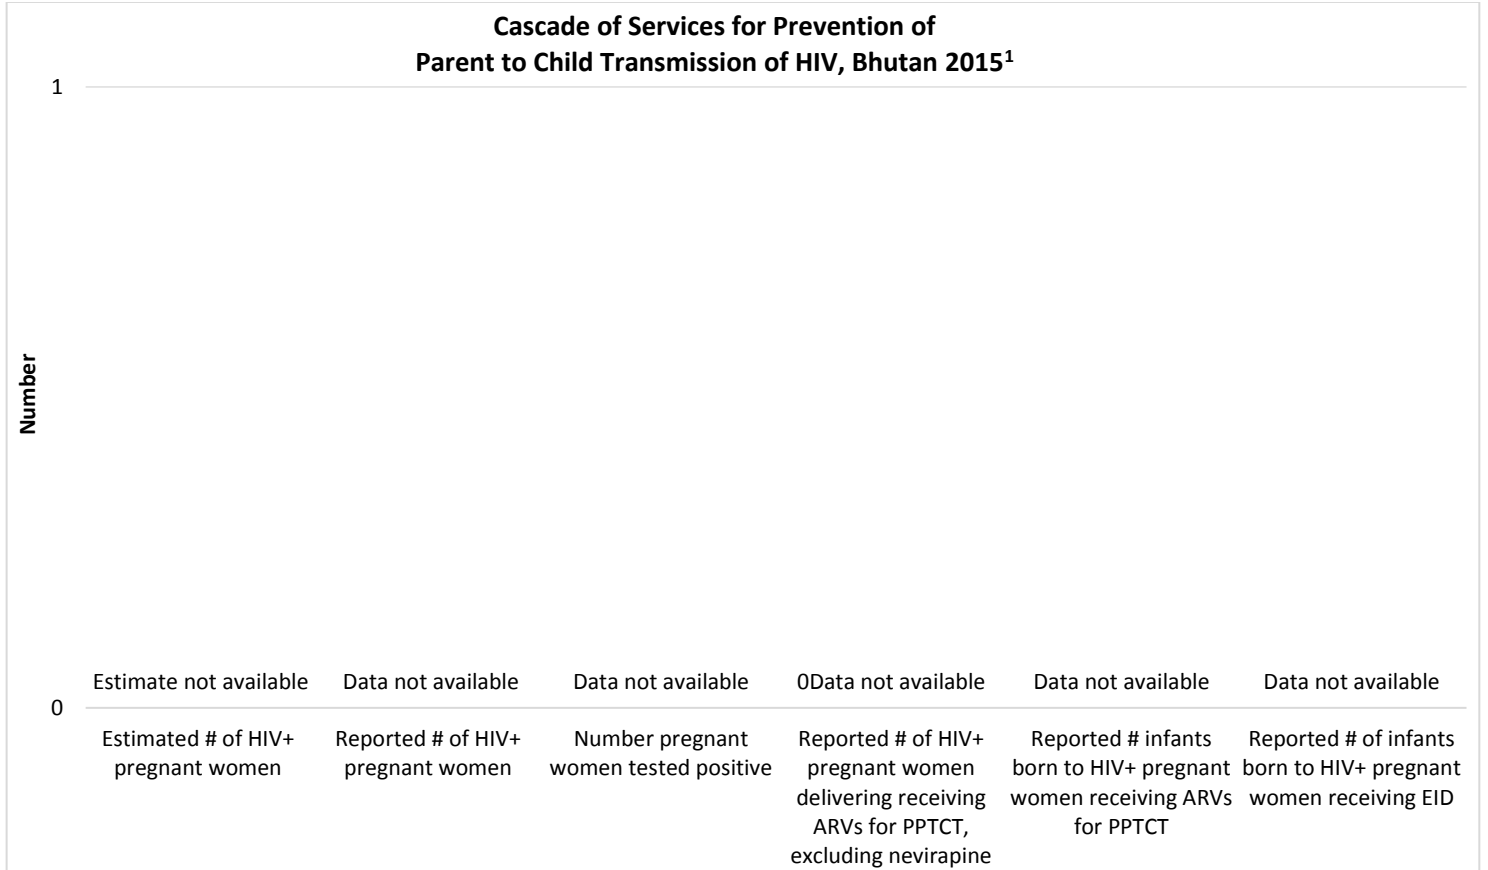 Cascade of Services for Prevention of
Parent to Child Transmission of HIV, Bhutan 2015¹
1
Number
Estimate not available Data not available Data not available 0Data not available Data not available Data not available
0
Estimated # of HIV+
pregnant women
Reported # of HIV+
pregnant women
Number pregnant
women tested positive
Reported # of HIV+
pregnant women
delivering receiving
ARVs for PPTCT,
excluding nevirapine
Reported # infants
born to HIV+ pregnant
women receiving ARVs
for PPTCT
Reported # of infants
born to HIV+ pregnant
women receiving EID